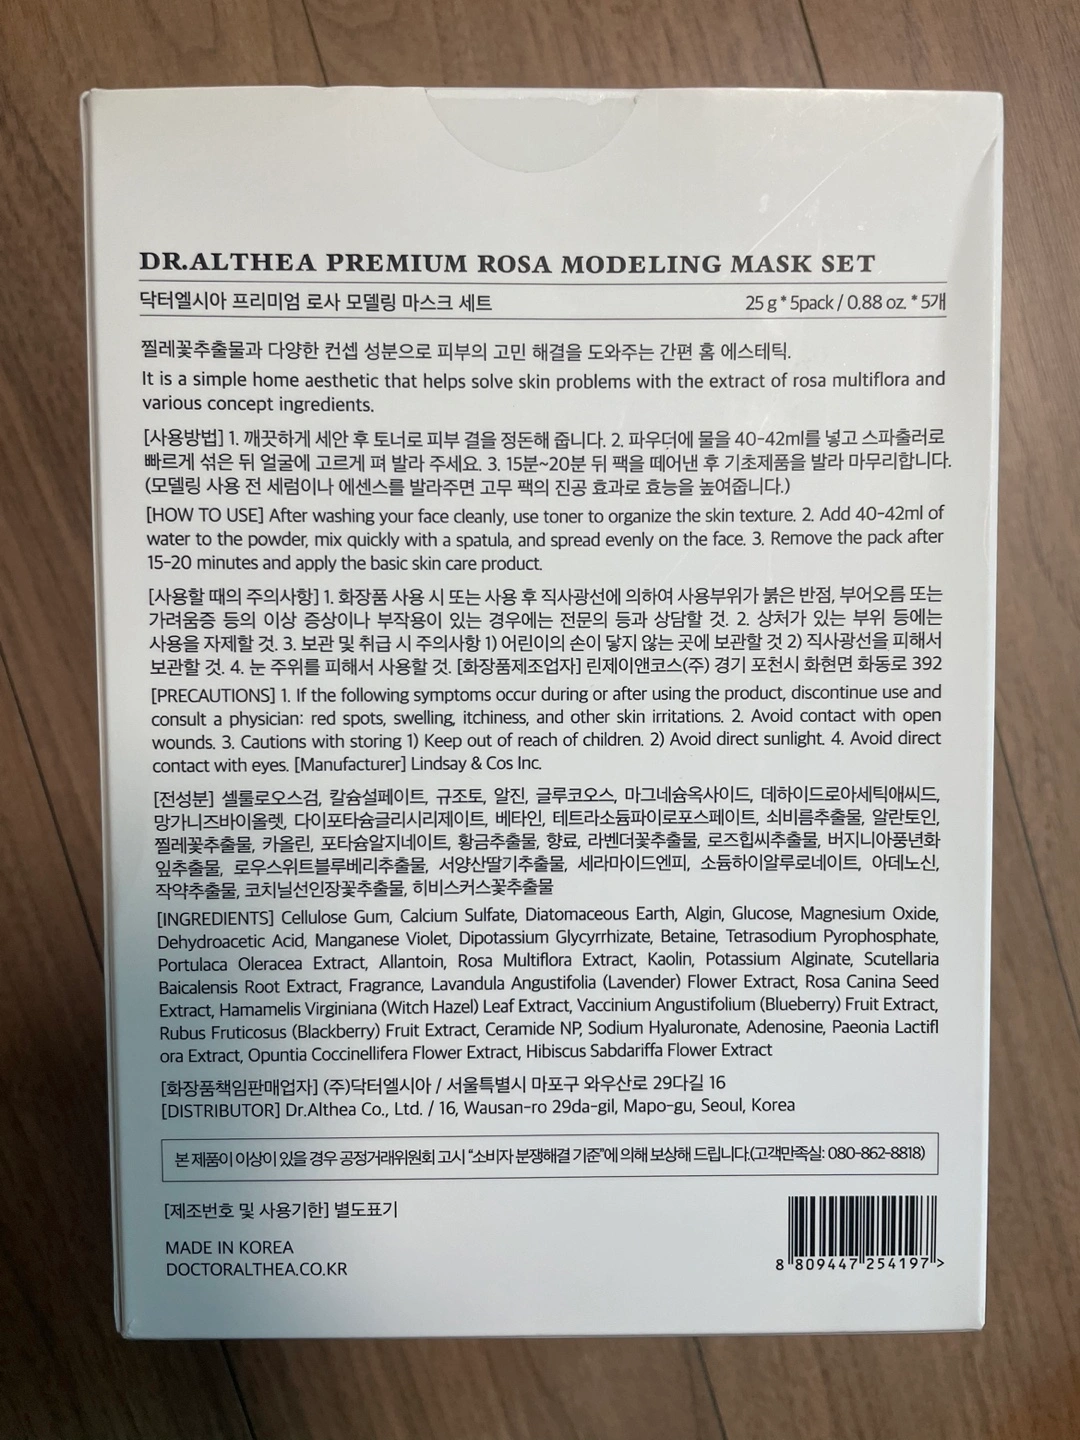 DR.ALTHEA PREMIUM ROSA MODELING MASK SET
닥터엘시아 프리미엄 로사 모델링 마스크 세트 25 g * 5pack / 0.88 oz. * 5개
찔레꽃추출물과 다양한 컨셉 성분으로 피부의 고민 해결을 도와주는 간편 홈 에스테틱.
It is a simple home aesthetic that helps solve skin problems with the extract of rosa multiflora and
various concept ingredients.
[사용방법] 1. 깨끗하게 세안 후 토너로 피부 결을 정돈해 줍니다. 2. 파우더에 물을 40-42ml를 넣고 스파출러로
빠르게 섞은 뒤 얼굴에 고르게 펴 발라 주세요. 3. 15분~20분 뒤 팩을 떼어낸 후 기초제품을 발라 마무리합니다.
(모델링 사용 전 세럼이나 에센스를 발라주면 고무 팩의 진공 효과로 효능을 높여줍니다.)
[HOW TO USE] After washing your face cleanly, use toner to organize the skin texture. 2. Add 40-42ml of
water to the powder, mix quickly with a spatula, and spread evenly on the face. 3. Remove the pack after
15-20 minutes and apply the basic skin care product.
[사용할 때의 주의사항] 1. 화장품 사용 시 또는 사용 후 직사광선에 의하여 사용부위가 붉은 반점, 부어오름 또는
가려움증 등의 이상 증상이나 부작용이 있는 경우에는 전문의 등과 상담할 것. 2. 상처가 있는 부위 등에는
사용을 자제할 것. 3. 보관 및 취급 시 주의사항 1) 어린이의 손이 닿지 않는 곳에 보관할 것 2) 직사광선을 피해서
보관할 것. 4. 눈 주위를 피해서 사용할 것. [화장품제조업자] 린제이앤코스(주) 경기 포천시 화현면 화동로 392
[PRECAUTIONS] 1. If the following symptoms occur during or after using the product, discontinue use and
consult a physician: red spots, swelling, itchiness, and other skin irritations. 2. Avoid contact with open
wounds. 3. Cautions with storing 1) Keep out of reach of children. 2) Avoid direct sunlight. 4. Avoid direct
contact with eyes. [Manufacturer] Lindsay & Cos Inc.
[전성분] 셀룰로오스검, 칼슘설페이트, 규조토, 알진, 글루코오스, 마그네슘옥사이드, 데하이드로아세틱애씨드,
망가니즈바이올렛, 다이포타슘글리시리제이트, 베타인, 테트라소듐파이로포스페이트, 쇠비름추출물, 알란토인,
찔레꽃추출물, 카올린, 포타슘알지네이트, 황금추출물, 향료, 라벤더꽃추출물, 로즈힙씨추출물, 버지니아풍년화
잎추출물, 로우스위트블루베리추출물, 서양산딸기추출물, 세라마이드엔피, 소듐하이알루로네이트, 아데노신,
작약추출물, 코치닐선인장꽃추출물, 히비스커스꽃추출물
[INGREDIENTS] Cellulose Gum, Calcium Sulfate, Diatomaceous Earth, Algin, Glucose, Magnesium Oxide,
Dehydroacetic Acid, Manganese Violet, Dipotassium Glycyrrhizate, Betaine, Tetrasodium Pyrophosphate,
Portulaca Oleracea Extract, Allantoin, Rosa Multiflora Extract, Kaolin, Potassium Alginate, Scutellaria
Baicalensis Root Extract, Fragrance, Lavandula Angustifolia (Lavender) Flower Extract, Rosa Canina Seed
Extract, Hamamelis Virginiana (Witch Hazel) Leaf Extract, Vaccinium Angustifolium (Blueberry) Fruit Extract,
Rubus Fruticosus (Blackberry) Fruit Extract, Ceramide NP, Sodium Hyaluronate, Adenosine, Paeonia Lactifl
ora Extract, Opuntia Coccinellifera Flower Extract, Hibiscus Sabdariffa Flower Extract
[화장품책임판매업자] (주)닥터엘시아 / 서울특별시 마포구 와우산로 29다길 16
[DISTRIBUTOR] Dr.Althea Co., Ltd. / 16, Wausan-ro 29da-gil, Mapo-gu, Seoul, Korea
본 제품이 이상이 있을 경우 공정거래위원회 고시 “소비자 분쟁해결 기준”에 의해 보상해 드립니다.(고객만족실: 080-862-8818)
[제조번호 및 사용기한] 별도표기
MADE IN KOREA
DOCTORALTHEA.CO.KR
8 809447 254197 >